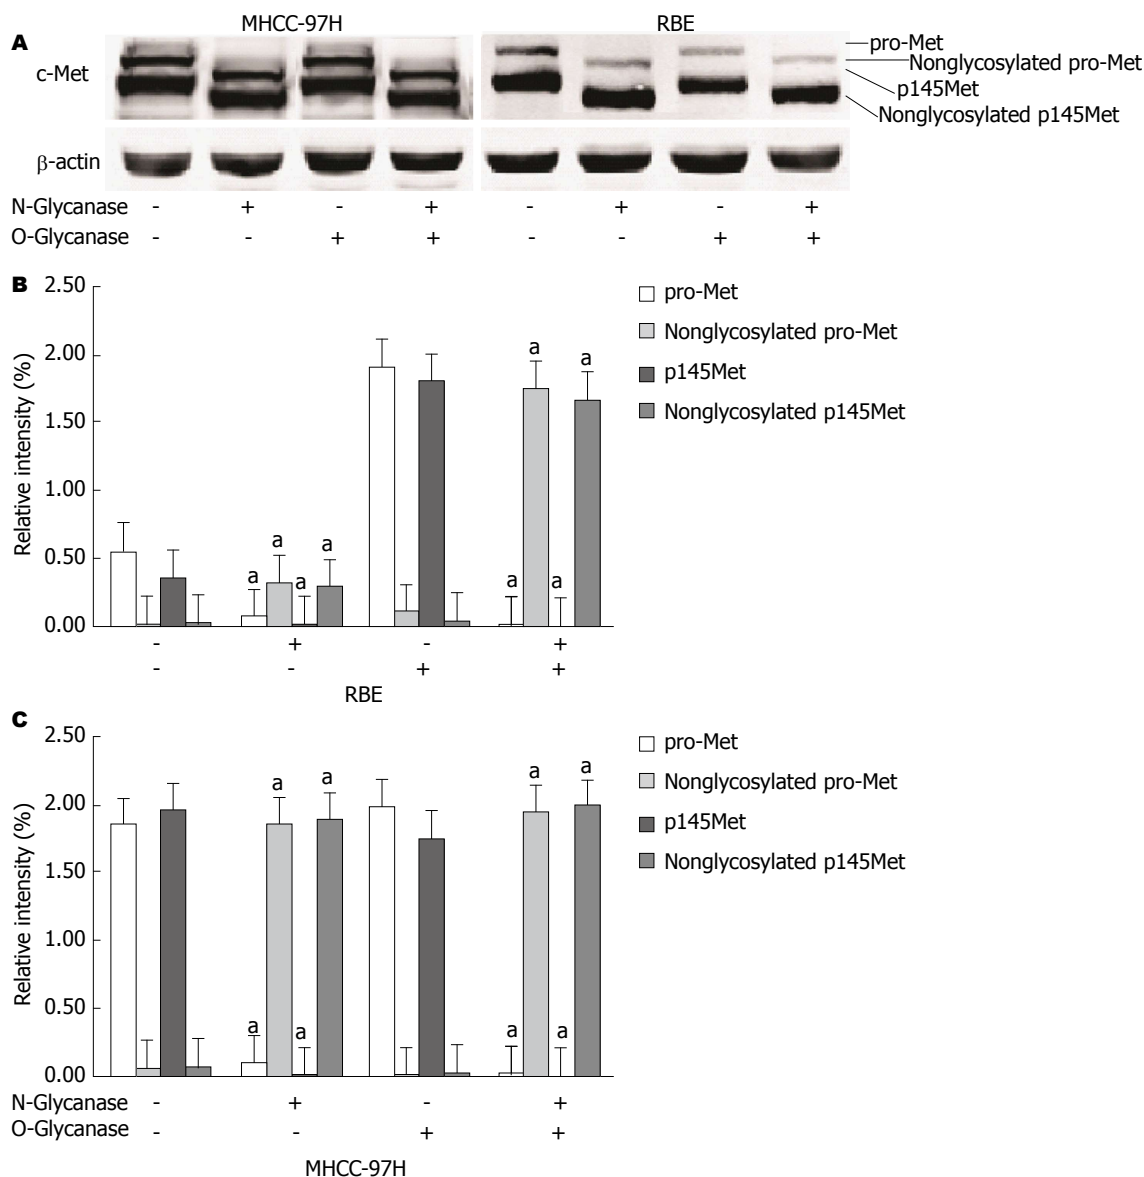 MHCC-97H RBE
A
c-Met
pro-Met
Nonglycosylated pro-Met
p145Met
Nonglycosylated p145Met
β-actin
N-Glycanase - + - + - + - +
O-Glycanase - - + + - - + +
B
Relative intensity (%)
2.50
2.00
1.50
1.00
0.50
0.00
a a a a a a a a
pro-Met
Nonglycosylated pro-Met
p145Met
Nonglycosylated p145Met
- + - +
- - + +
RBE
C
Relative intensity (%)
2.50
2.00
1.50
1.00
0.50
0.00
a a a a a a a a
pro-Met
Nonglycosylated pro-Met
p145Met
Nonglycosylated p145Met
N-Glycanase - + - +
O-Glycanase - - + +
MHCC-97H